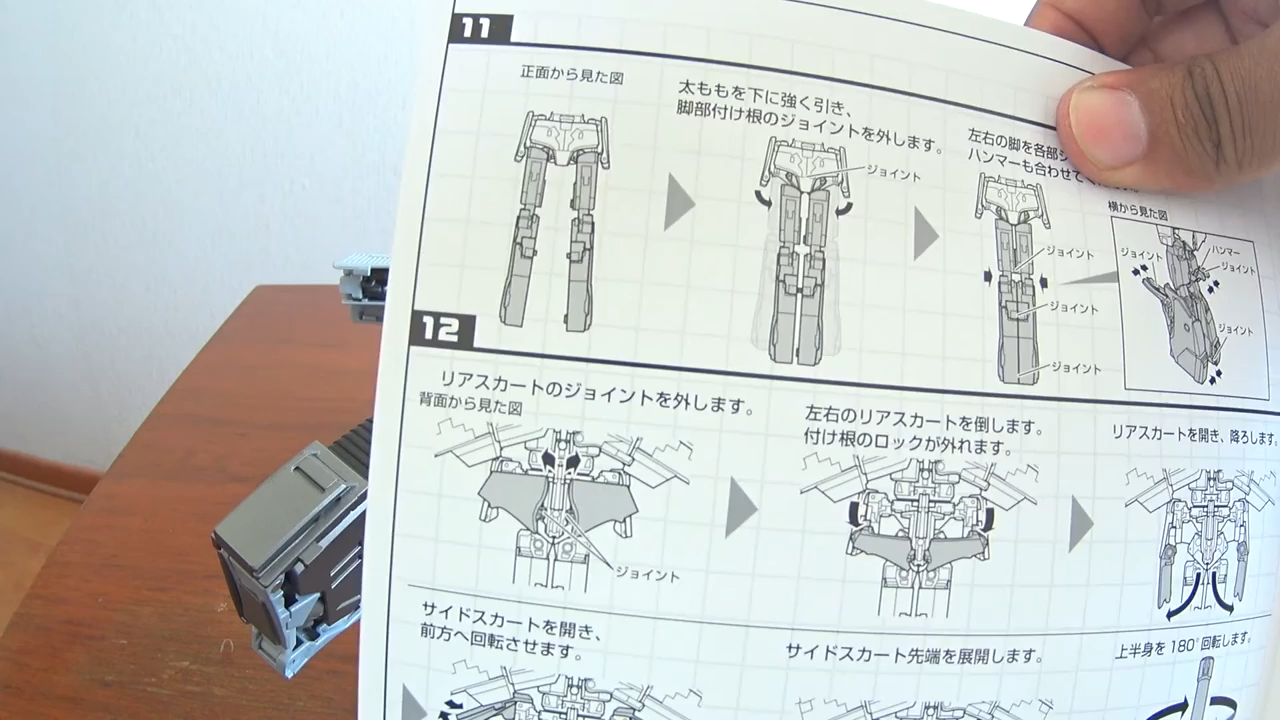 11
正面から見た図
太ももを下に強く引き、
脚部付け根のジョイントを外します。
ジョイント
左右の脚を各部
ハンマーも合わせて
ジョイント
ジョイント
ジョイント
横から見た図
ジョイント
ハンマー
ジョイント
ジョイント
12
リアスカートのジョイントを外します。
背面から見た図
ジョイント
左右のリアスカートを倒します。
付け根のロックが外れます。
リアスカートを開き、降ろします。
サイドスカートを開き、
前方へ回転させます。
サイドスカート先端を展開します。
上半身を180°回転します。